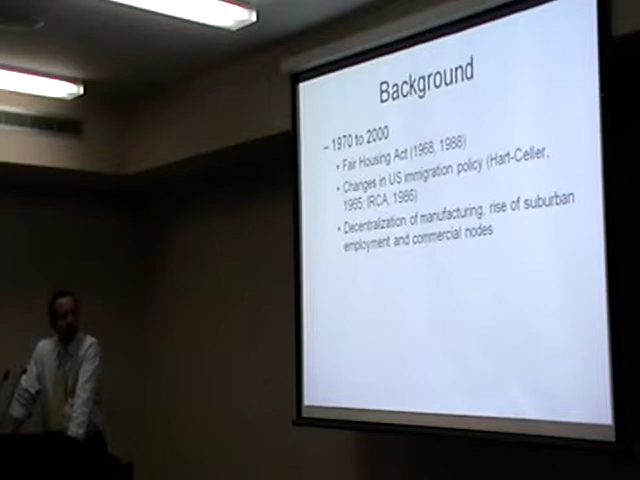 Background
– 1970 to 2000
• Fair Housing Act (1968, 1988)
• Changes in US immigration policy (Hart-Celler,
1965; IRCA, 1986)
• Decentralization of manufacturing, rise of suburban
employment and commercial nodes